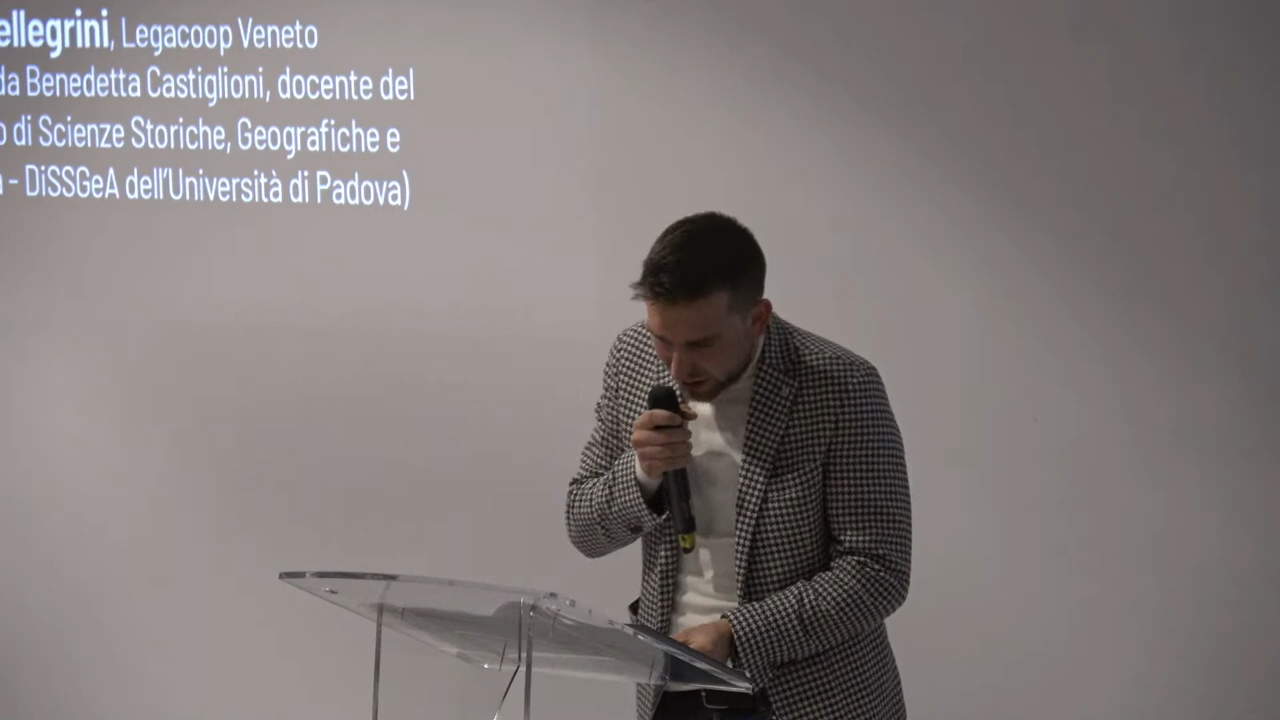 ellegrini, Legacoop Veneto
da Benedetta Castiglioni, docente del
o di Scienze Storiche, Geografiche e
a - DiSSGeA dell'Università di Padova)